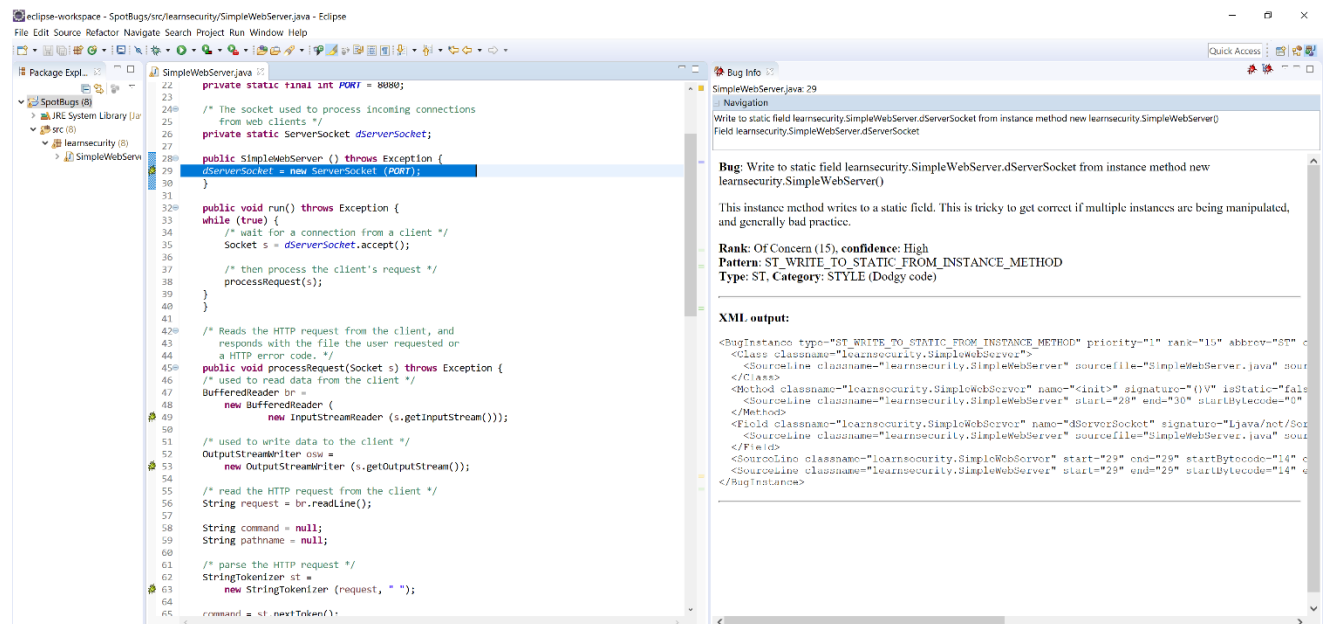 eclipse-workspace - SpotBugs/src/learnsecurity/SimpleWebServer.java - Eclipse
File Edit Source Refactor Navigate Search Project Run Window Help
Quick Access
Package Expl...
SpotBugs (8)
JRE System Library [Jav
src (8)
learnsecurity (8)
SimpleWebServe
SimpleWebServer.java
22 private static final int PORT = 8080;
23
24 /* The socket used to process incoming connections
25 from web clients */
26 private static ServerSocket dServerSocket;
27
28 public SimpleWebServer () throws Exception {
29 dServerSocket = new ServerSocket (PORT);
30 }
31
32 public void run() throws Exception {
33 while (true) {
34 /* wait for a connection from a client */
35 Socket s = dServerSocket.accept();
36
37 /* then process the client's request */
38 processRequest(s);
39 }
40 }
41
42 /* Reads the HTTP request from the client, and
43 responds with the file the user requested or
44 a HTTP error code. */
45 public void processRequest(Socket s) throws Exception {
46 /* used to read data from the client */
47 BufferedReader br =
48 new BufferedReader (
49 new InputStreamReader (s.getInputStream()));
50
51 /* used to write data to the client */
52 OutputStreamWriter osw =
53 new OutputStreamWriter (s.getOutputStream());
54
55 /* read the HTTP request from the client */
56 String request = br.readLine();
57
58 String command = null;
59 String pathname = null;
60
61 /* parse the HTTP request */
62 StringTokenizer st =
63 new StringTokenizer (request, " ");
64
65 command = st.nextToken();
Bug Info
SimpleWebServer.java: 29
Navigation
Write to static field learnsecurity.SimpleWebServer.dServerSocket from instance method new learnsecurity.SimpleWebServer()
Field learnsecurity.SimpleWebServer.dServerSocket
Bug: Write to static field learnsecurity.SimpleWebServer.dServerSocket from instance method new
learnsecurity.SimpleWebServer()
This instance method writes to a static field. This is tricky to get correct if multiple instances are being manipulated,
and generally bad practice.
Rank: Of Concern (15), confidence: High
Pattern: ST_WRITE_TO_STATIC_FROM_INSTANCE_METHOD
Type: ST, Category: STYLE (Dodgy code)
XML output:
<BugInstance type="ST_WRITE_TO_STATIC_FROM_INSTANCE_METHOD" priority="1" rank="15" abbrev="ST" c
<Class classname="learnsecurity.SimpleWebServer">
<SourceLine classname="learnsecurity.SimpleWebServer" sourcefile="SimpleWebServer.java" sour
</Class>
<Method classname="learnsecurity.SimpleWebServer" name="<init>" signature="()V" isStatic="fals
<SourceLine classname="learnsecurity.SimpleWebServer" start="28" end="30" startBytecode="0"
</Method>
<Field classname="learnsecurity.SimpleWebServer" name="dServerSocket" signature="Ljava/net/Ser
<SourceLine classname="learnsecurity.SimpleWebServer" sourcefile="SimpleWebServer.java" sour
</Field>
<SourceLine classname="learnsecurity.SimpleWebServer" start="29" end="29" startBytecode="14" e
<SourceLine classname="learnsecurity.SimpleWebServer" start="29" end="29" startBytecode="14" e
</BugInstance>